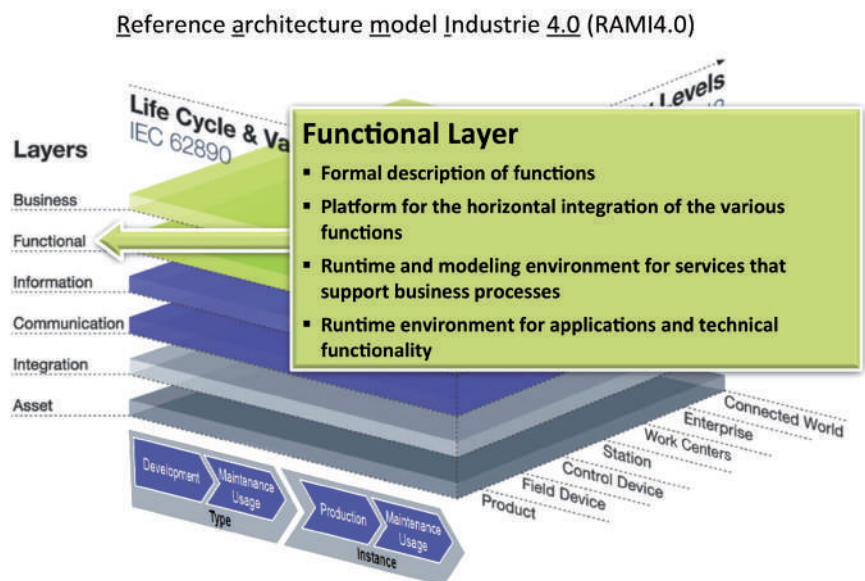 Reference architecture model Industrie 4.0 (RAMI4.0)
Life Cycle & Va
IEC 62890
Levels
Layers
Business
Functional
Information
Communication
Integration
Asset
Functional Layer
▪ Formal description of functions
▪ Platform for the horizontal integration of the various
functions
▪ Runtime and modeling environment for services that
support business processes
▪ Runtime environment for applications and technical
functionality
Connected World
Enterprise
Work Centers
Station
Control Device
Field Device
Product
Development
Maintenance
Usage
Type
Production
Maintenance
Usage
Instance